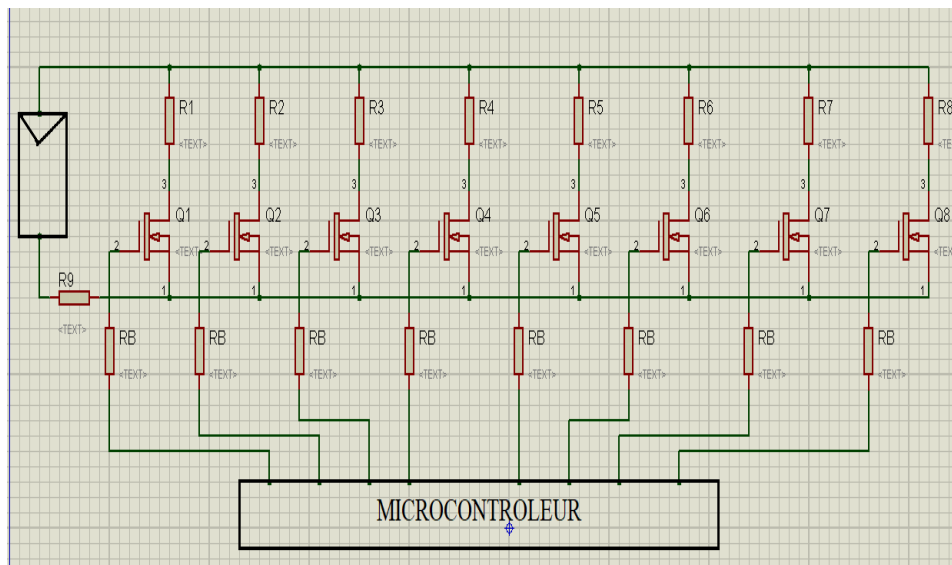 R1 R2 R3 R4 R5 R6 R7 R8
<TEXT> <TEXT> <TEXT> <TEXT> <TEXT> <TEXT> <TEXT> <TE
3 3 3 3 3 3 3 3
Q1 Q2 Q3 Q4 Q5 Q6 Q7 Q8
2 <TEXT> 2 <TEXT> 2 <TEXT> 2 <TEXT> 2 <TEXT> 2 <TEXT> 2 <TEXT> 2 <TE
R9 1 1 1 1 1 1 1 1
<TEXT>
RB RB RB RB RB RB RB RB
<TEXT> <TEXT> <TEXT> <TEXT> <TEXT> <TEXT> <TEXT> <TEXT>
MICROCONTROLEUR